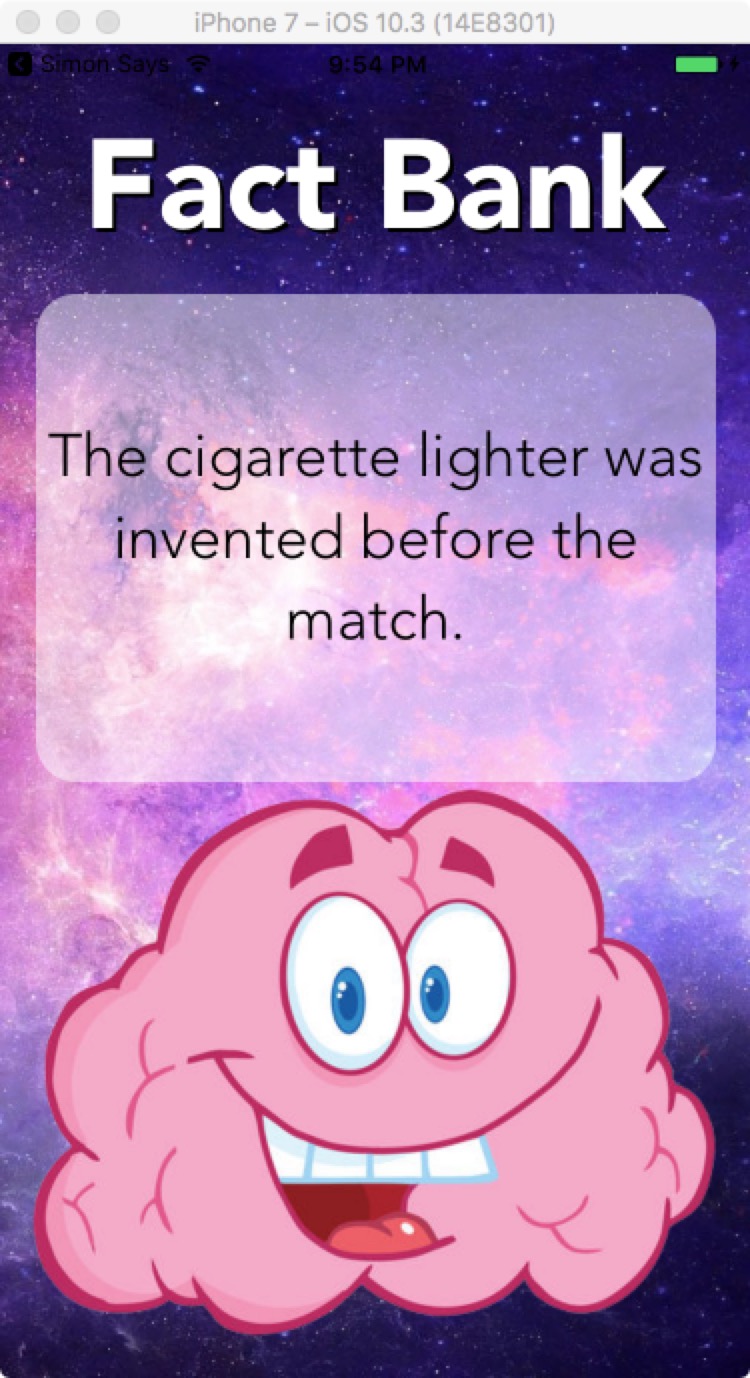 iPhone 7 – iOS 10.3 (14E8301)
Simon Says 9:54 PM
Fact Bank
The cigarette lighter was
invented before the
match.